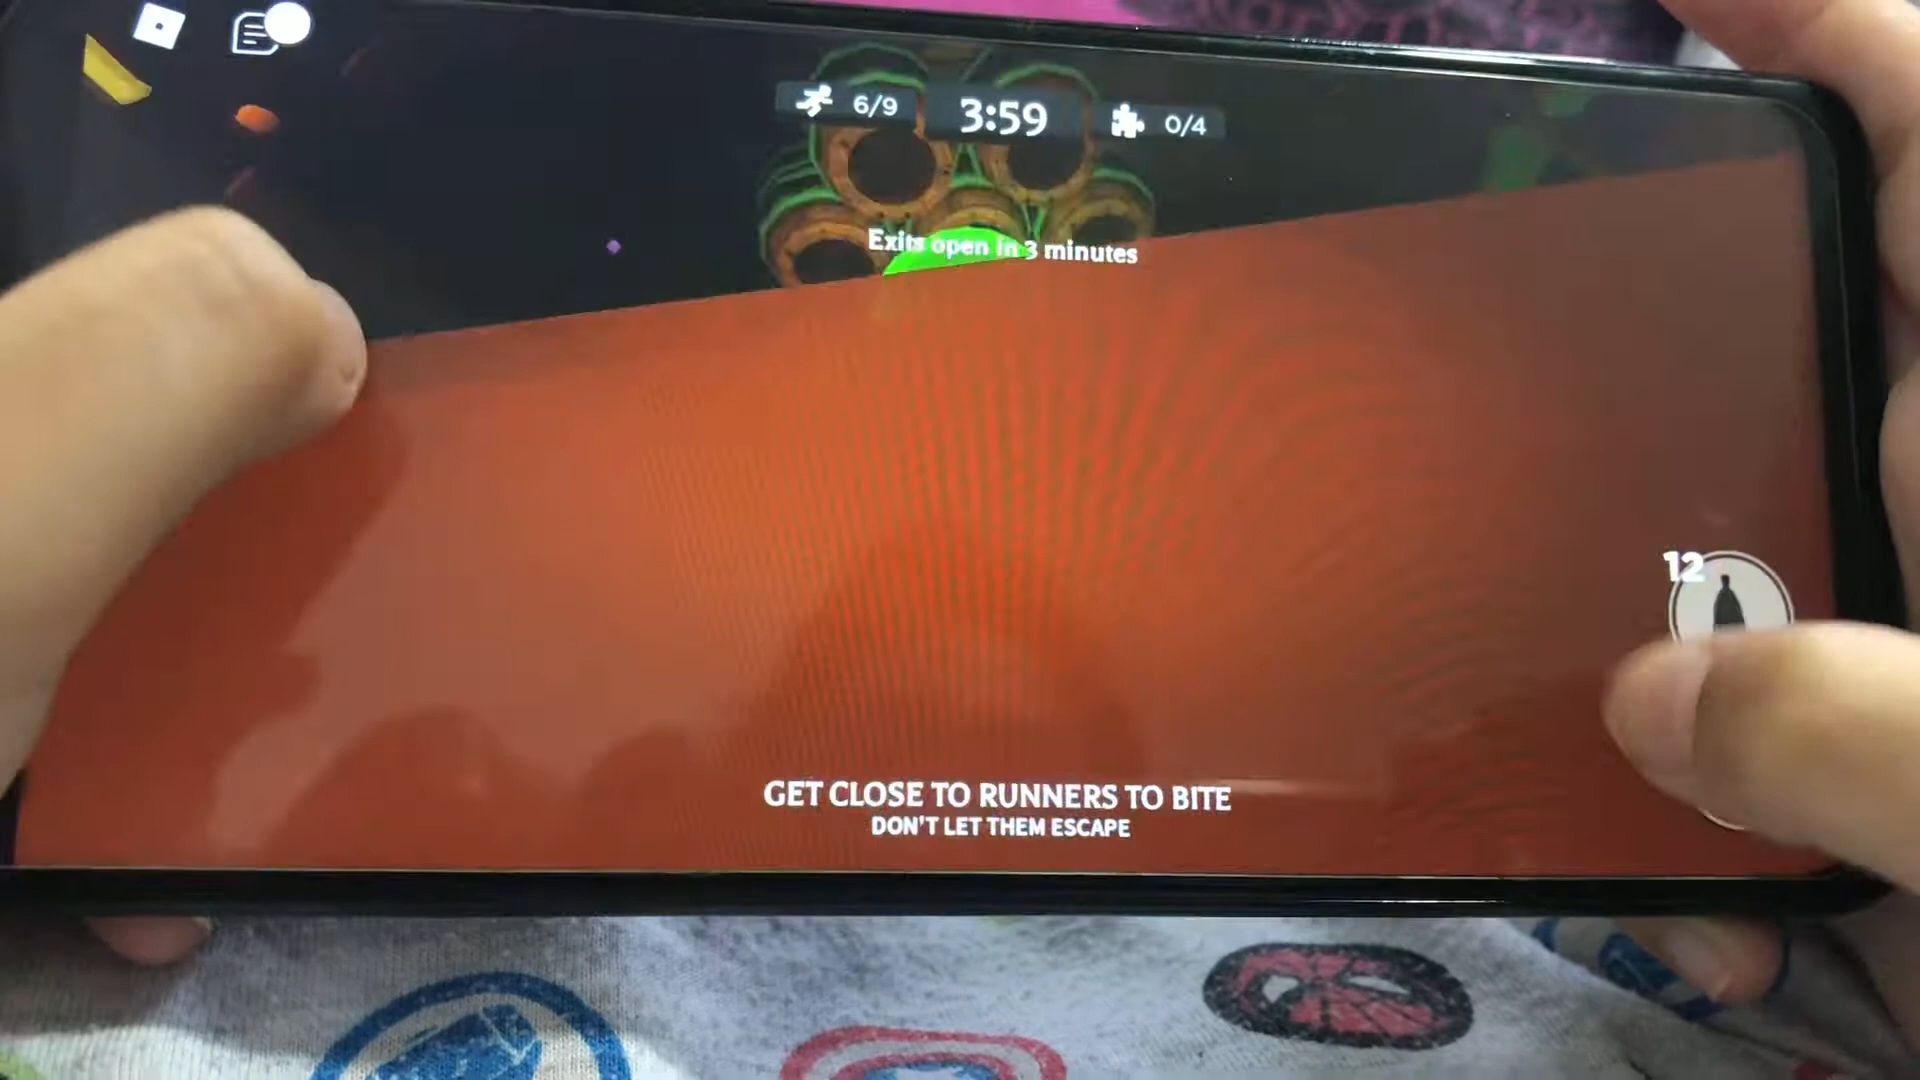 6/9
3:59
0/4
Exits open in 3 minutes
12
GET CLOSE TO RUNNERS TO BITE
DON'T LET THEM ESCAPE